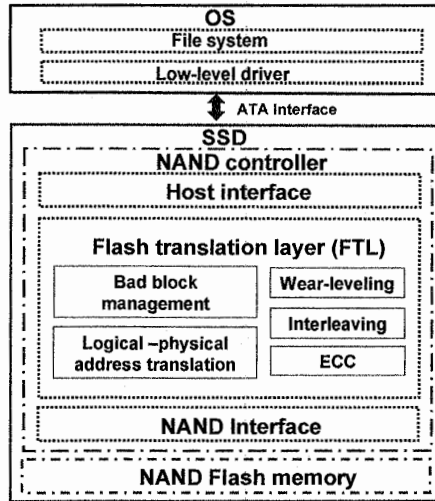 OS
File system
Low-level driver
ATA Interface
SSD
NAND controller
Host interface
Flash translation layer (FTL)
Bad block
management
Wear-leveling
Interleaving
Logical –physical
address translation
ECC
NAND Interface
NAND Flash memory